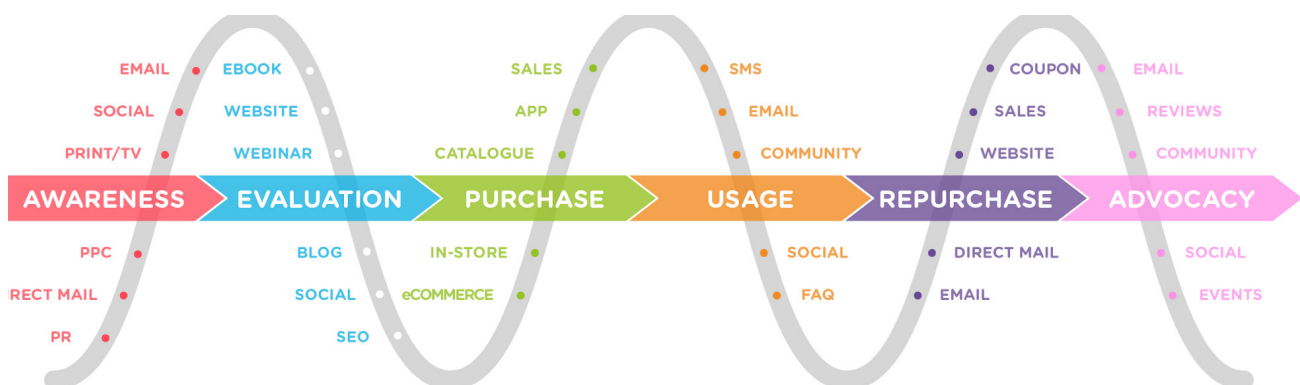 EMAIL
SOCIAL
PRINT/TV
AWARENESS
PPC
IRECT MAIL
PR
EBOOK
WEBSITE
WEBINAR
EVALUATION
BLOG
SOCIAL
SEO
SALES
APP
CATALOGUE
PURCHASE
IN-STORE
eCOMMERCE
SMS
EMAIL
COMMUNITY
USAGE
SOCIAL
FAQ
COUPON
SALES
WEBSITE
REPURCHASE
DIRECT MAIL
EMAIL
EMAIL
REVIEWS
COMMUNITY
ADVOCACY
SOCIAL
EVENTS